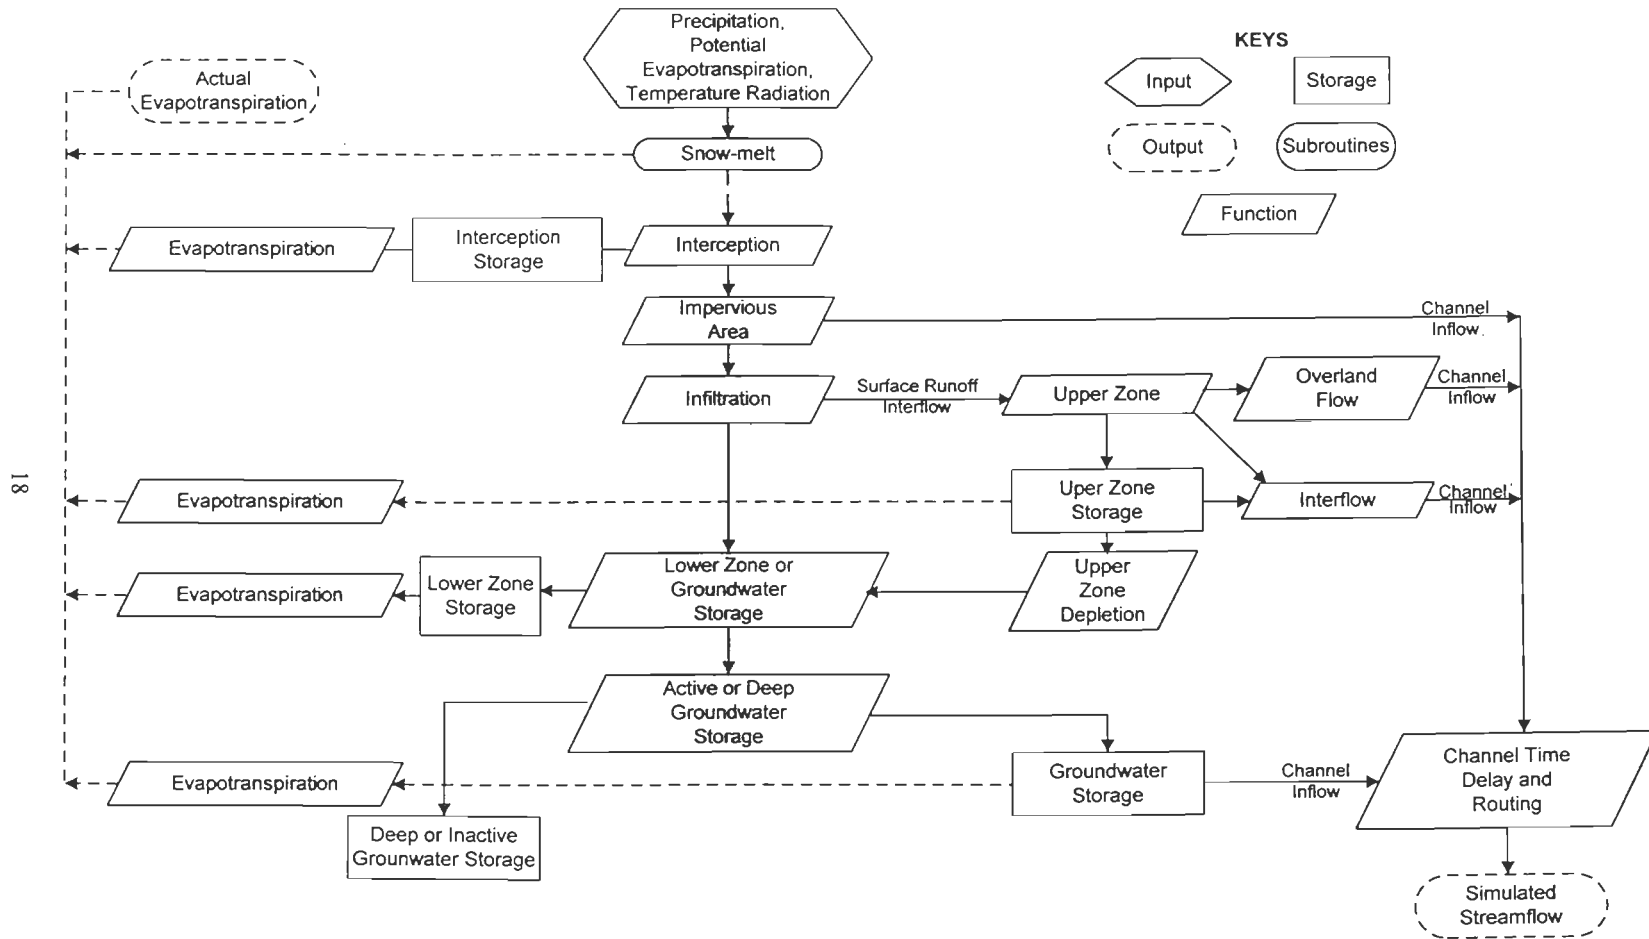 Precipitation,
Potential
Evapotranspiration,
Temperature Radiation
KEYS
Input
Storage
Output
Subroutines
Function
Actual
Evapotranspiration
Snow-melt
Evapotranspiration
Interception
Storage
Interception
Impervious
Area
Channel
Inflow
Infiltration
Surface Runoff
Interflow
Upper Zone
Overland
Flow
Channel
Inflow
18
Evapotranspiration
Uper Zone
Storage
Interflow
Channel
Inflow
Evapotranspiration
Lower Zone
Storage
Lower Zone or
Groundwater
Storage
Upper
Zone
Depletion
Active or Deep
Groundwater
Storage
Evapotranspiration
Groundwater
Storage
Channel
Inflow
Channel Time
Delay and
Routing
Deep or Inactive
Grounwater Storage
Simulated
Streamflow